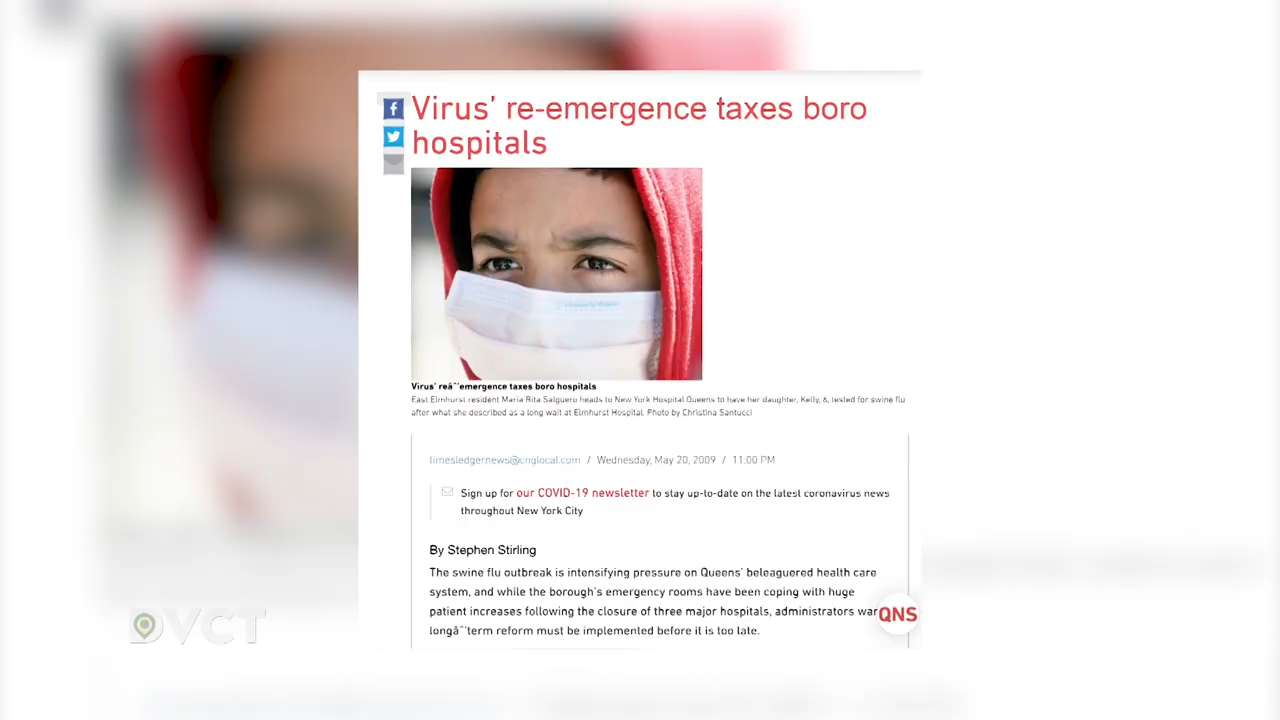 Virus' re-emergence taxes boro
hospitals
Virus' reâˆ'emergence taxes boro hospitals
East Elmhurst resident Maria Rita Salguero heads to New York Hospital Queens to have her daughter, Kelly, 6, tested for swine flu
after what she described as a long wait at Elmhurst Hospital. Photo by Christina Santucci
timesledgernews@cnglocal.com / Wednesday, May 20, 2009 / 11:00 PM
Sign up for our COVID-19 newsletter to stay up-to-date on the latest coronavirus news
throughout New York City
By Stephen Stirling
The swine flu outbreak is intensifying pressure on Queens' beleaguered health care
system, and while the borough's emergency rooms have been coping with huge
patient increases following the closure of three major hospitals, administrators war
longâˆ'term reform must be implemented before it is too late.
QNS
DVCT